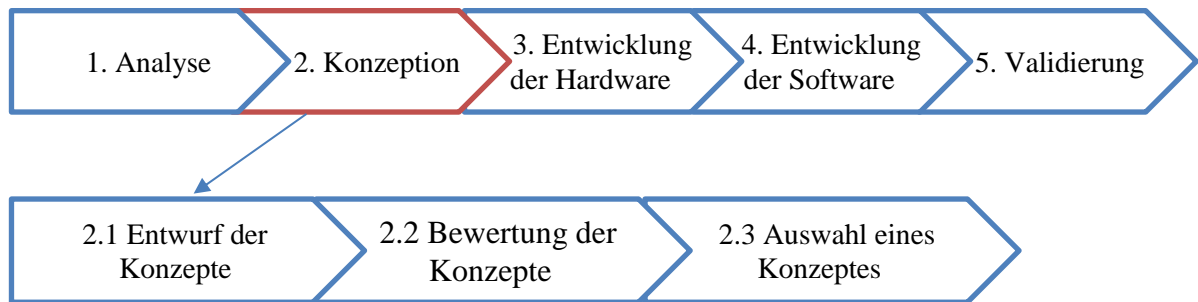 1. Analyse
2. Konzeption
3. Entwicklung
der Hardware
4. Entwicklung
der Software
5. Validierung
2.1 Entwurf der
Konzepte
2.2 Bewertung der
Konzepte
2.3 Auswahl eines
Konzeptes